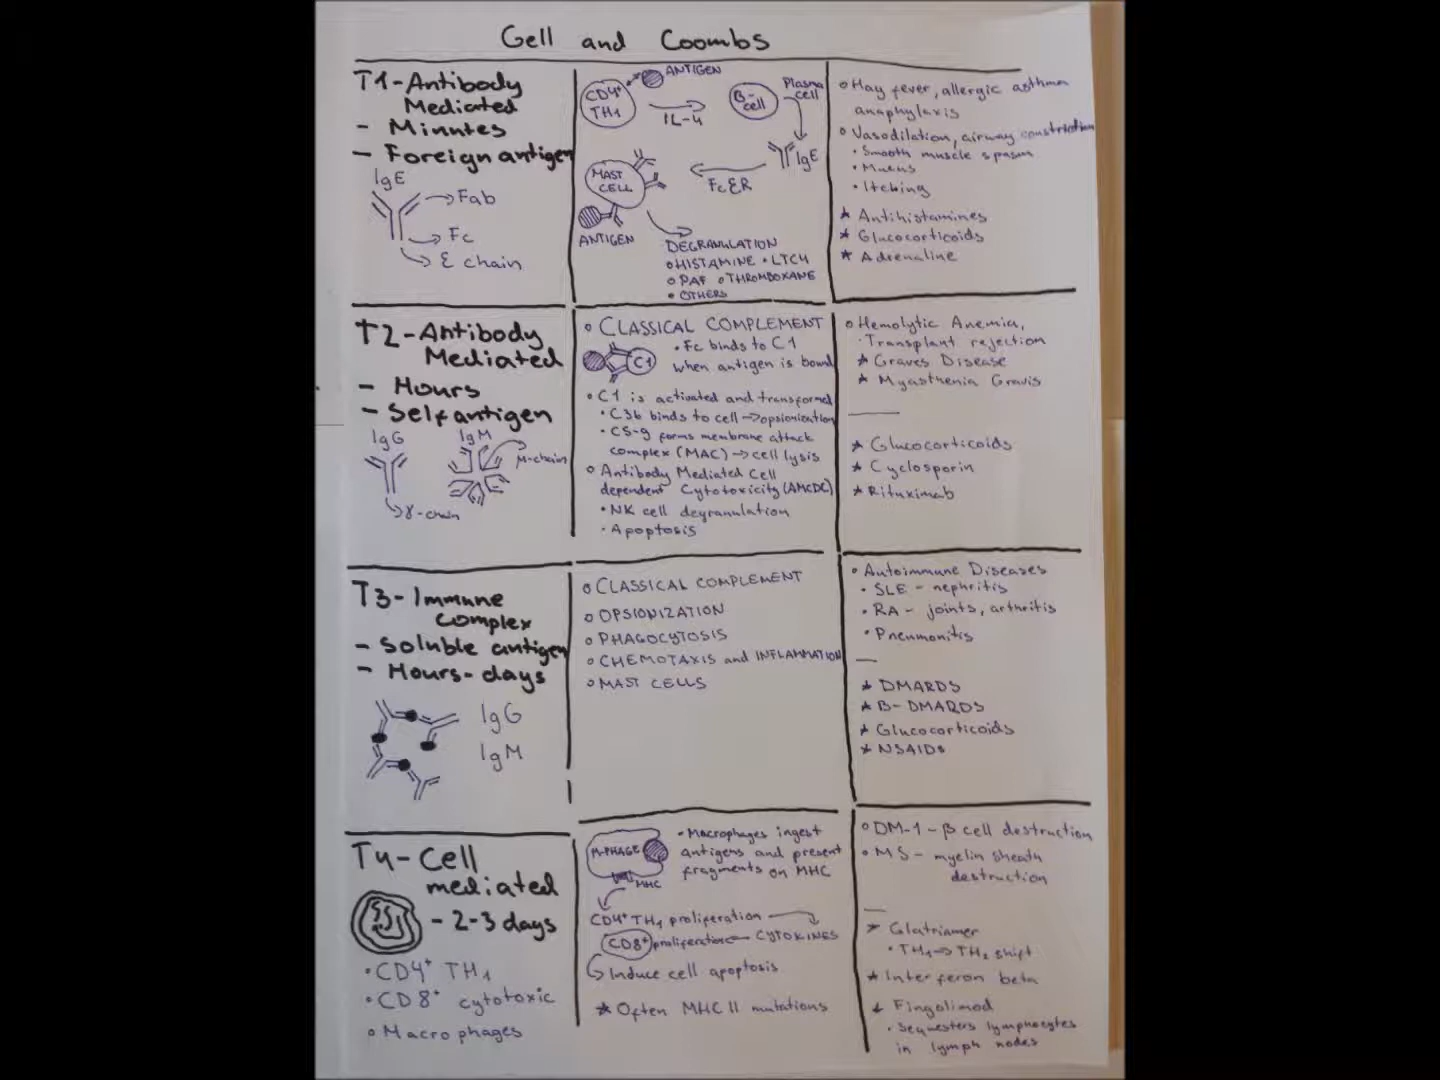 Gell and Coombs
T1-Antibody
Mediated
- Minutes
- Foreign antigen
IgE
Fab
Fc
ε chain
CD4+
TH1
ANTIGEN
IL-4
B-
cell
Plasma
cell
IgE
FcεR
MAST
CELL
ANTIGEN
DEGRANULATION
HISTAMINE • LTC4
PAF THROMBOXANE
OTHERS
Hay fever, allergic asthma
anaphylaxis
Vasodilation, airway constriction
• Smooth muscle spasm
• Mucus
• Itching
* Antihistamines
* Glucocorticoids
* Adrenaline
T2-Antibody
Mediated
- Hours
- Self antigen
IgG
IgM
μ-chain
γ-chain
CLASSICAL COMPLEMENT
• Fc binds to C1
when antigen is bound
C1
C1 is activated and transformed
• C3b binds to cell → opsionization
• C5-9 forms membrane attack
complex (MAC) → cell lysis
Antibody Mediated Cell
dependent Cytotoxicity (AMCDC)
• NK cell degranulation
• Apoptosis
Hemolytic Anemia,
Transplant rejection
* Graves Disease
* Myasthenia Gravis
* Glucocorticoids
* Cyclosporin
* Rituximab
T3-Immune
complex
- Soluble antigen
- Hours-days
IgG
IgM
CLASSICAL COMPLEMENT
OPSIONIZATION
PHAGOCYTOSIS
CHEMOTAXIS and INFLAMMATION
MAST CELLS
Autoimmune Diseases
• SLE - nephritis
• RA - joints, arthritis
• Pneumonitis
* DMARDS
* B-DMARDS
* Glucocorticoids
* NSAIDs
T4-Cell
mediated
- 2-3 days
• CD4+ TH1
• CD8+ cytotoxic
Macrophages
M-PHAGE
MHC
• Macrophages ingest
antigens and present
fragments on MHC
CD4+ TH1 proliferation
CD8+ proliferation ← CYTOKINES
Induce cell apoptosis
* Often MHC II mutations
DM-1-β cell destruction
MS - myelin sheath
destruction
* Glatriamer
• TH1 → TH2 shift
* Interferon beta
* Fingolimod
• Sequesters lymphocytes
in lymph nodes